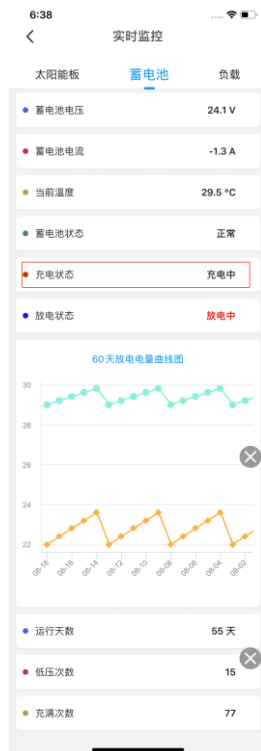 6:38
实时监控
太阳能板 蓄电池 负载
蓄电池电压 24.1 V
蓄电池电流 -1.3 A
当前温度 29.5 °C
蓄电池状态 正常
充电状态 充电中
放电状态 放电中
60天放电电量曲线图
30
28
26
24
22
08-18 08-16 08-14 08-12 08-10 08-08 08-06 08-04 08-02
运行天数 55 天
低压次数 15
充满次数 77